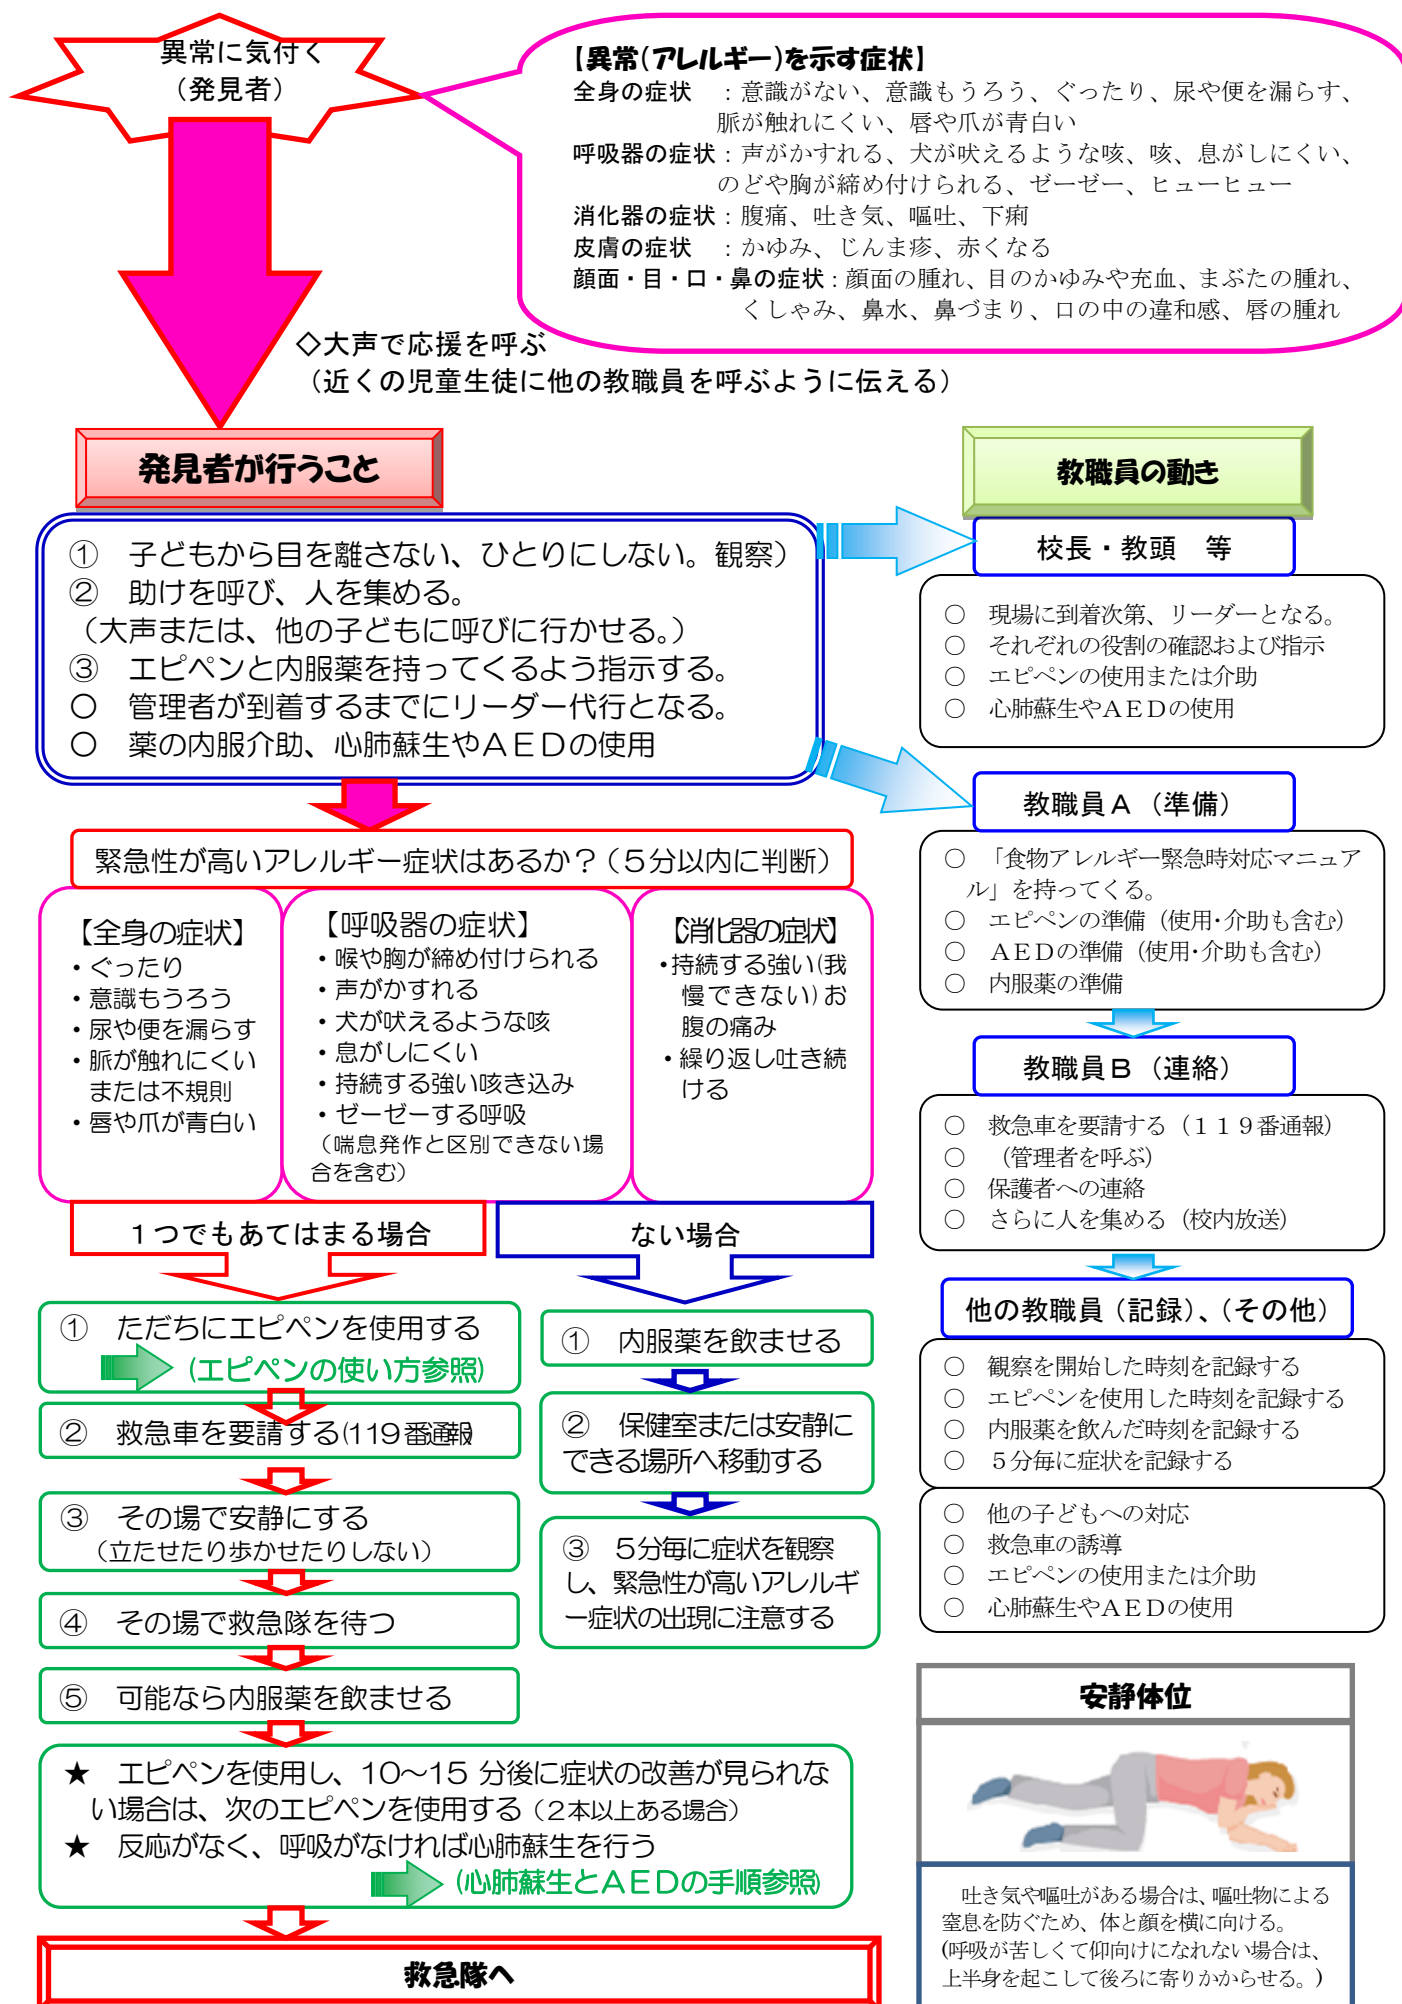 異常に気付く
（発見者）
【異常（アレルギー）を示す症状】
全身の症状　：意識がない、意識もうろう、ぐったり、尿や便を漏らす、
脈が触れにくい、唇や爪が青白い
呼吸器の症状：声がかすれる、犬が吠えるような咳、咳、息がしにくい、
のどや胸が締め付けられる、ゼーゼー、ヒューヒュー
消化器の症状：腹痛、吐き気、嘔吐、下痢
皮膚の症状　：かゆみ、じんま疹、赤くなる
顔面・目・口・鼻の症状：顔面の腫れ、目のかゆみや充血、まぶたの腫れ、
くしゃみ、鼻水、鼻づまり、口の中の違和感、唇の腫れ
◇大声で応援を呼ぶ
（近くの児童生徒に他の教職員を呼ぶように伝える）
発見者が行うこと
① 子どもから目を離さない、ひとりにしない。観察）
② 助けを呼び、人を集める。
（大声または、他の子どもに呼びに行かせる。）
③ エピペンと内服薬を持ってくるよう指示する。
○ 管理者が到着するまでにリーダー代行となる。
○ 薬の内服介助、心肺蘇生やＡＥＤの使用
緊急性が高いアレルギー症状はあるか？（５分以内に判断）
【全身の症状】
・ぐったり
・意識もうろう
・尿や便を漏らす
・脈が触れにくい
または不規則
・唇や爪が青白い
【呼吸器の症状】
・喉や胸が締め付けられる
・声がかすれる
・犬が吠えるような咳
・息がしにくい
・持続する強い咳き込み
・ゼーゼーする呼吸
（喘息発作と区別できない場
合を含む）
【消化器の症状】
・持続する強い（我
慢できない）お
腹の痛み
・繰り返し吐き続
ける
１つでもあてはまる場合
① ただちにエピペンを使用する
（エピペンの使い方参照）
② 救急車を要請する（119番通報）
③ その場で安静にする
（立たせたり歩かせたりしない）
④ その場で救急隊を待つ
⑤ 可能なら内服薬を飲ませる
ない場合
① 内服薬を飲ませる
② 保健室または安静に
できる場所へ移動する
③ ５分毎に症状を観察
し、緊急性が高いアレルギ
ー症状の出現に注意する
★ エピペンを使用し、10～15 分後に症状の改善が見られな
い場合は、次のエピペンを使用する（２本以上ある場合）
★ 反応がなく、呼吸がなければ心肺蘇生を行う
（心肺蘇生とＡＥＤの手順参照）
救急隊へ
教職員の動き
校長・教頭　等
○ 現場に到着次第、リーダーとなる。
○ それぞれの役割の確認および指示
○ エピペンの使用または介助
○ 心肺蘇生やＡＥＤの使用
教職員Ａ（準備）
○ 「食物アレルギー緊急時対応マニュア
ル」を持ってくる。
○ エピペンの準備（使用・介助も含む）
○ ＡＥＤの準備（使用・介助も含む）
○ 内服薬の準備
教職員Ｂ（連絡）
○ 救急車を要請する（１１９番通報）
○ （管理者を呼ぶ）
○ 保護者への連絡
○ さらに人を集める（校内放送）
他の教職員（記録）、（その他）
○ 観察を開始した時刻を記録する
○ エピペンを使用した時刻を記録する
○ 内服薬を飲んだ時刻を記録する
○ ５分毎に症状を記録する
○ 他の子どもへの対応
○ 救急車の誘導
○ エピペンの使用または介助
○ 心肺蘇生やＡＥＤの使用
安静体位
吐き気や嘔吐がある場合は、嘔吐物による
窒息を防ぐため、体と顔を横に向ける。
(呼吸が苦しくて仰向けになれない場合は、
上半身を起こして後ろに寄りかからせる。)